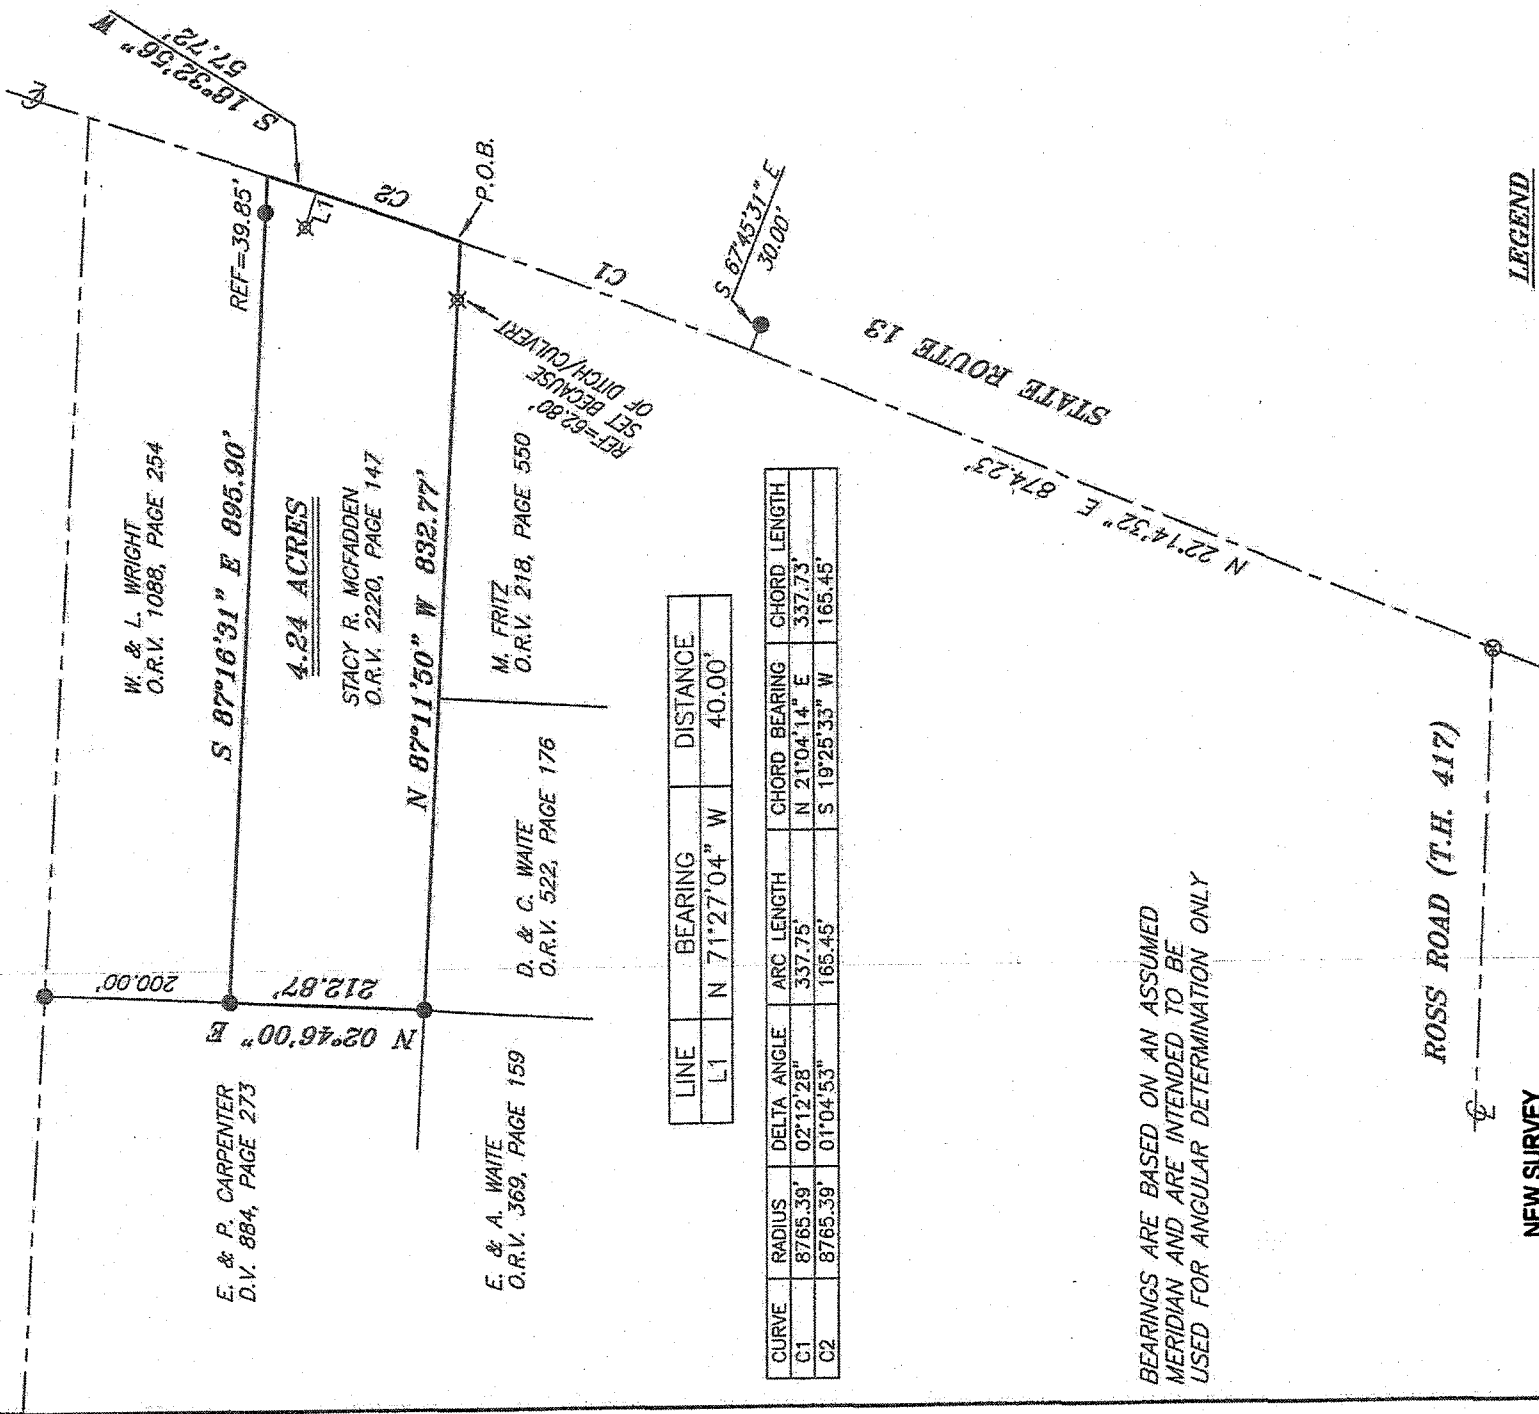 S 18°32'56" W
57.72'
REF=39.85'
L1
C2
P.O.B.
W. & L. WRIGHT
O.R.V. 1088, PAGE 254
S 87°16'31" E 895.90'
4.24 ACRES
STACY R. MCFADDEN
O.R.V. 2220, PAGE 147
N 87°11'50" W 832.77'
REF=62.80'
SET BECAUSE
OF DITCH/CULVERT
C1
S 67°45'31" E
30.00'
STATE ROUTE 13
N 22°14'32" E 874.23'
M. FRITZ
O.R.V. 218, PAGE 550
D. & C. WAITE
O.R.V. 522, PAGE 176
200.00'
N 02°46'00" E
212.87'
E. & P. CARPENTER
D.V. 884, PAGE 273
E. & A. WAITE
O.R.V. 369, PAGE 159
LINE BEARING DISTANCE
L1 N 71°27'04" W 40.00'
CURVE RADIUS DELTA ANGLE ARC LENGTH CHORD BEARING CHORD LENGTH
C1 8765.39' 02°12'28" 337.75' N 21°04'14" E 337.73'
C2 8765.39' 01°04'53" 165.45' S 19°25'33" W 165.45'
BEARINGS ARE BASED ON AN ASSUMED
MERIDIAN AND ARE INTENDED TO BE
USED FOR ANGULAR DETERMINATION ONLY
ROSS ROAD (T.H. 417)
LEGEND
NEW SURVEY